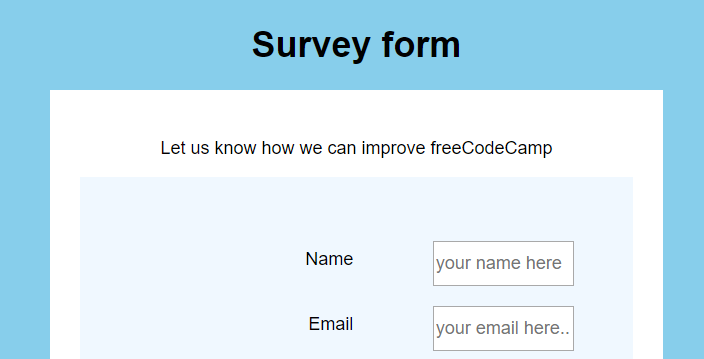 Survey form
Let us know how we can improve freeCodeCamp
Name
your name here
Email
your email here..